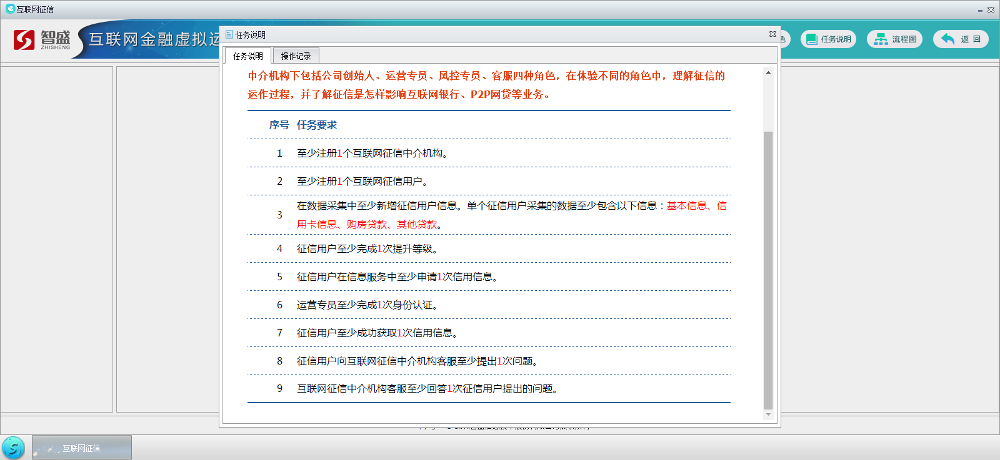 互联网征信
智盛
ZHISHENG
互联网金融虚拟运
任务说明
流程图
返 回
任务说明
任务说明
操作记录
中介机构下包括公司创始人、运营专员、风控专员、客服四种角色，在体验不同的角色中，理解征信的
运作过程，并了解征信是怎样影响互联网银行、P2P网贷等业务。
序号 任务要求
1 至少注册1个互联网征信中介机构。
2 至少注册1个互联网征信用户。
3 在数据采集中至少新增征信用户信息。单个征信用户采集的数据至少包含以下信息：基本信息、信
用卡信息、购房贷款、其他贷款。
4 征信用户至少完成1次提升等级。
5 征信用户在信息服务中至少申请1次信用信息。
6 运营专员至少完成1次身份认证。
7 征信用户至少成功获取1次信用信息。
8 征信用户向互联网征信中介机构客服至少提出1次问题。
9 互联网征信中介机构客服至少回答1次征信用户提出的问题。
互联网征信